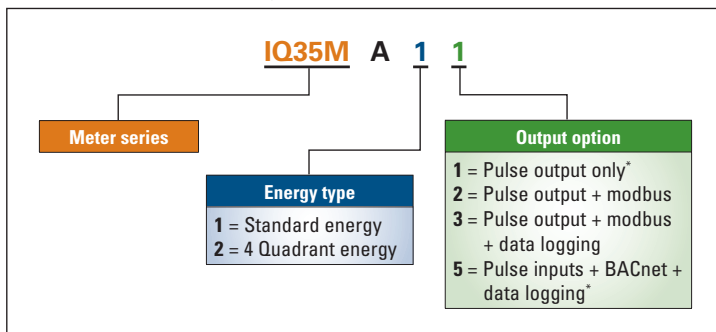 IQ35M A 1 1
Meter series
Energy type
1 = Standard energy
2 = 4 Quadrant energy
Output option
1 = Pulse output only*
2 = Pulse output + modbus
3 = Pulse output + modbus
+ data logging
5 = Pulse inputs + BACnet +
data logging*